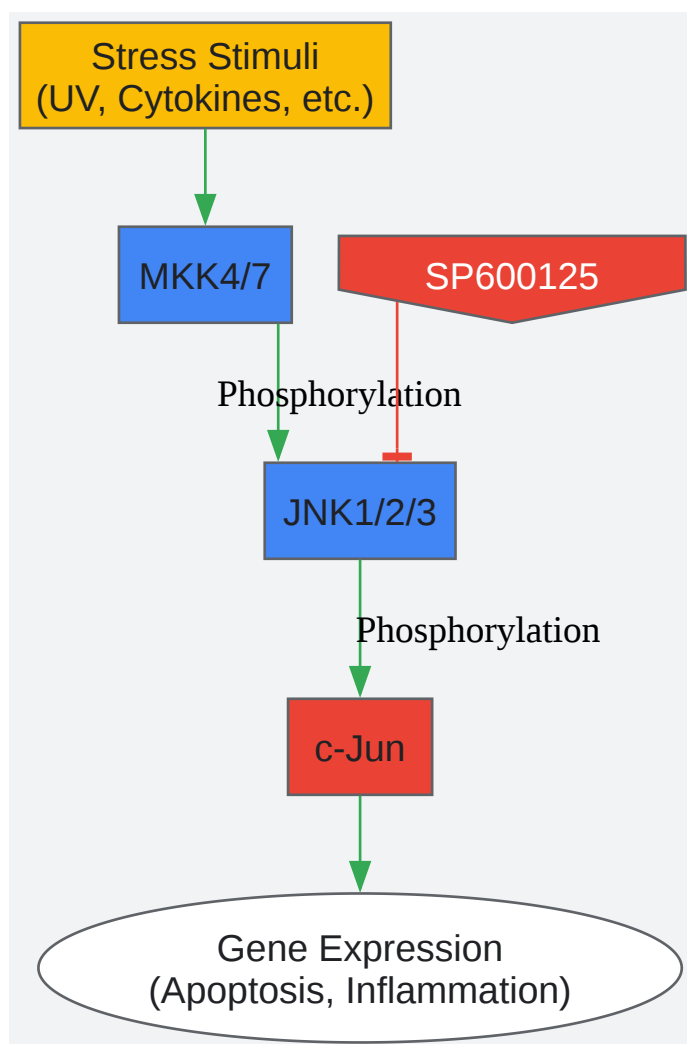 Stress Stimuli
(UV, Cytokines, etc.)
MKK4/7
SP600125
Phosphorylation
JNK1/2/3
Phosphorylation
c-Jun
Gene Expression
(Apoptosis, Inflammation)